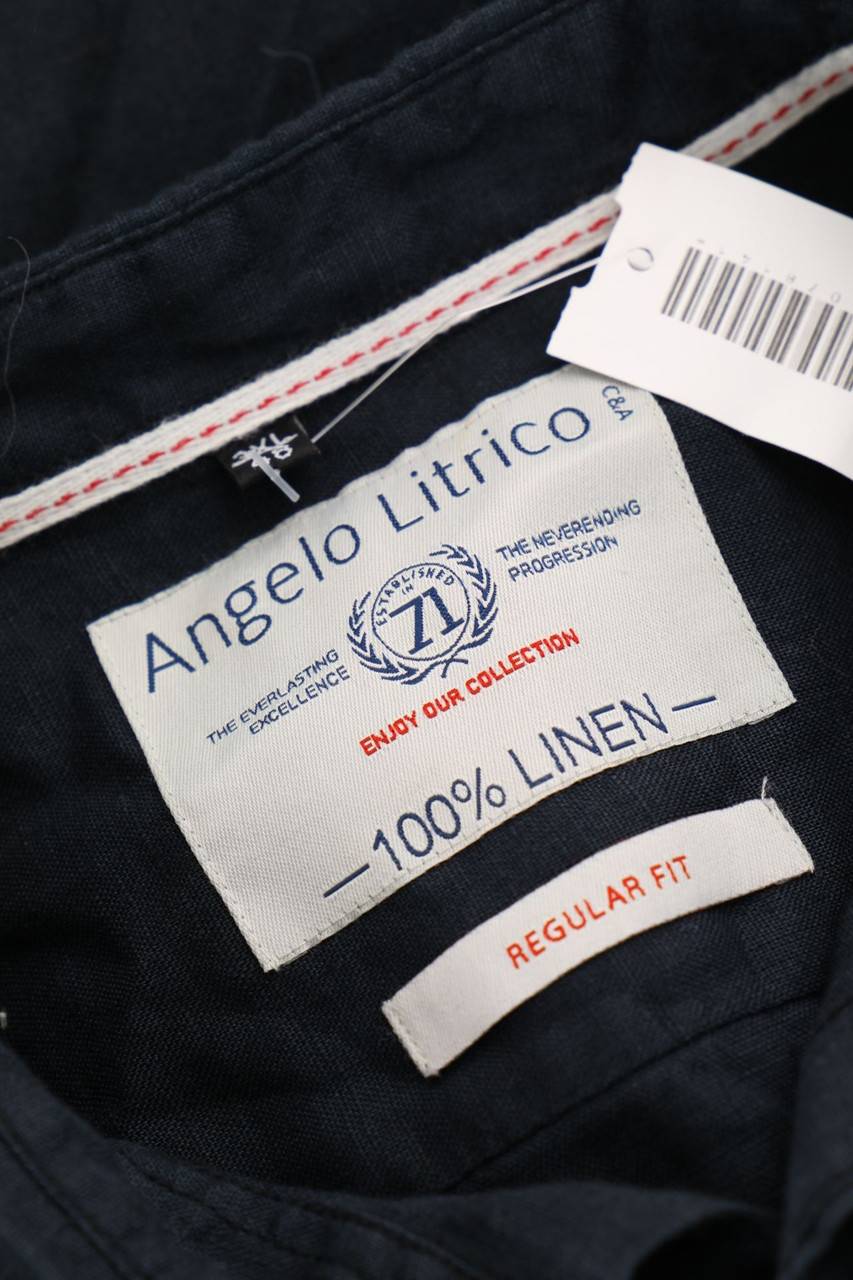 Angelo Litrico
C&A
ESTABLISHED
IN
71
THE NEVERENDING
PROGRESSION
THE EVERLASTING
EXCELLENCE
ENJOY OUR COLLECTION
—100% LINEN—
REGULAR FIT